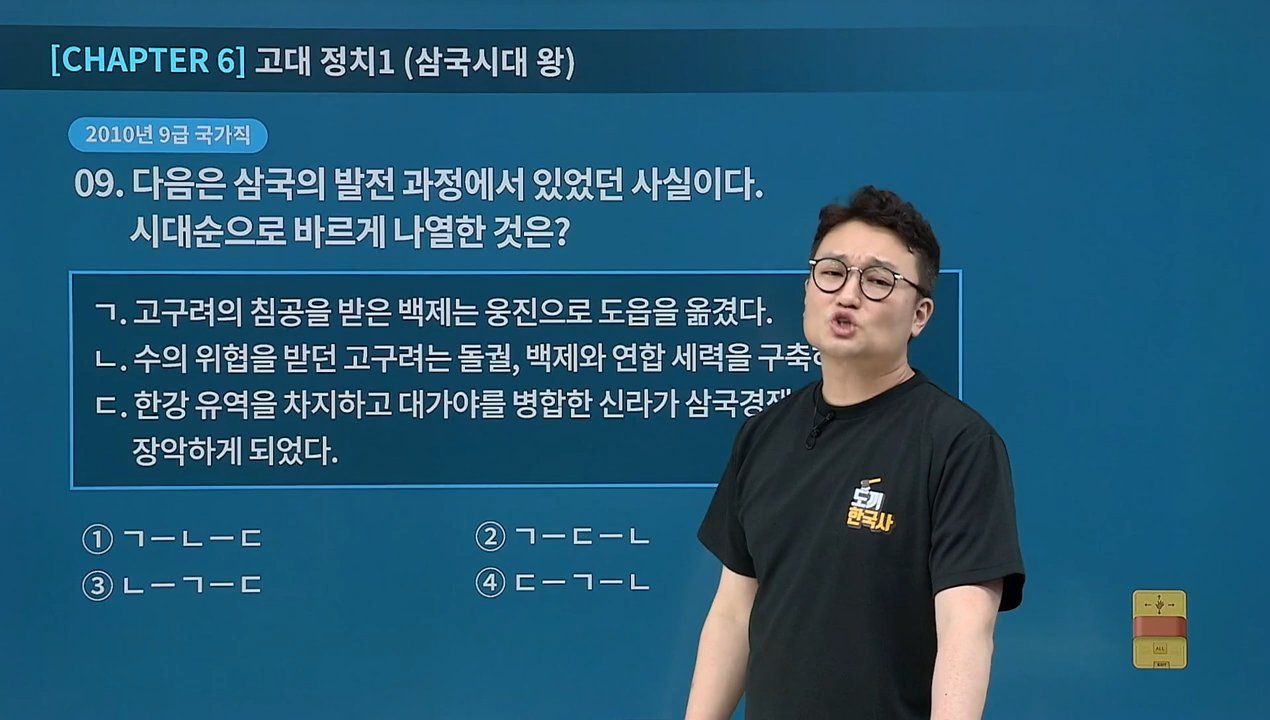 [CHAPTER 6] 고대 정치1 (삼국시대 왕)
2010년 9급 국가직
09. 다음은 삼국의 발전 과정에서 있었던 사실이다.
시대순으로 바르게 나열한 것은?
ㄱ. 고구려의 침공을 받은 백제는 웅진으로 도읍을 옮겼다.
ㄴ. 수의 위협을 받던 고구려는 돌궐, 백제와 연합 세력을
ㄷ. 한강 유역을 차지하고 대가야를 병합한 신라가
장악하게 되었다.
① ㄱ－ㄴ－ㄷ
② ㄱ－ㄷ－ㄴ
③ ㄴ－ㄱ－ㄷ
④ ㄷ－ㄱ－ㄴ
도끼
한국사
ALL
EXIT